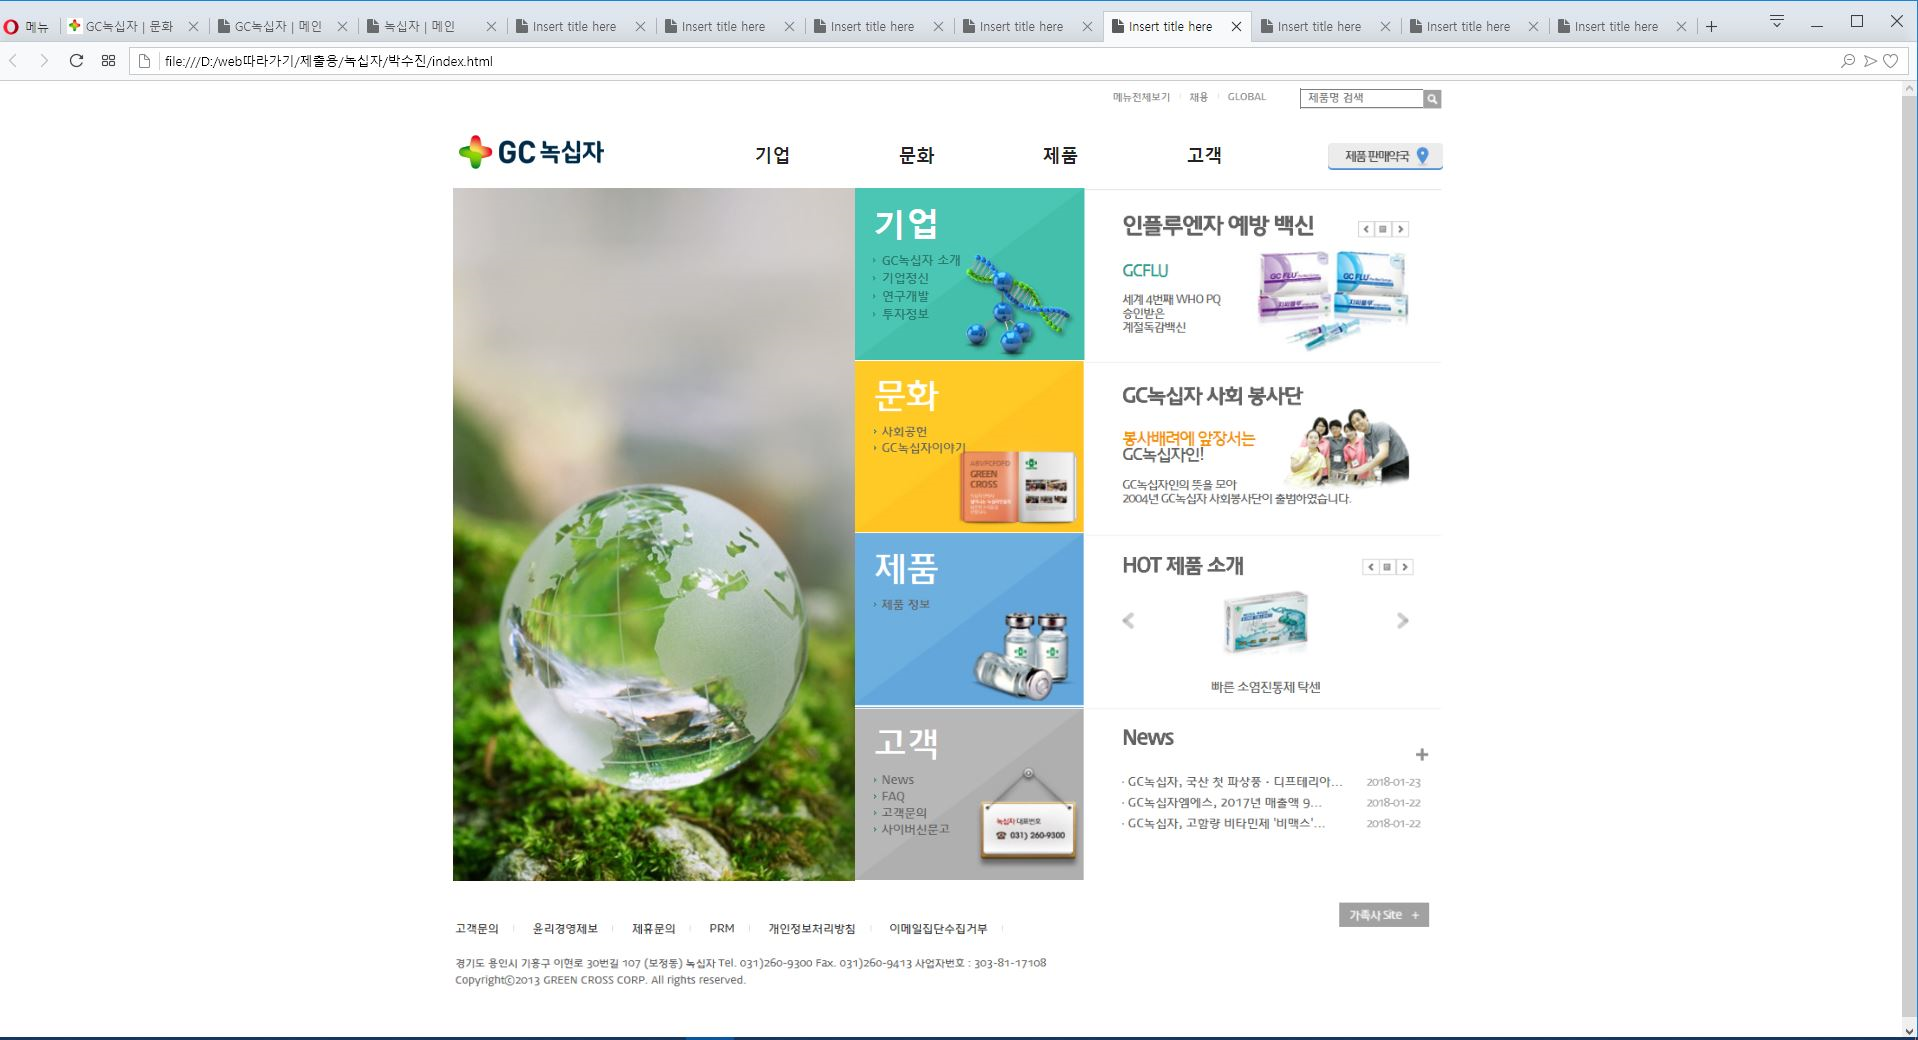 메뉴
GC녹십자 | 문화
GC녹십자 | 메인
녹십자 | 메인
Insert title here
Insert title here
Insert title here
Insert title here
Insert title here
Insert title here
Insert title here
Insert title here
file:///D:/web따라가기/제출용/녹십자/박수진/index.html
메뉴전체보기 채용 GLOBAL 제품명 검색
GC녹십자 기업 문화 제품 고객 제품판매약국
기업
GC녹십자 소개
기업정신
연구개발
투자정보
인플루엔자 예방 백신
GCFLU
세계 4번째 WHO PQ
승인받은
계절독감백신
GC FLU
GC FLU
지씨플루
지씨플루
문화
사회공헌
GC녹십자이야기
GREEN
CROSS
GC녹십자 사회 봉사단
봉사배려에 앞장서는
GC녹십자인!
GC녹십자인의 뜻을 모아
2004년 GC녹십자 사회봉사단이 출범하였습니다.
제품
제품 정보
HOT 제품 소개
빠른 소염진통제 탁센
고객
News
FAQ
고객문의
사이버신문고
녹십자 대표번호
☎ 031) 260-9300
News
+
· GC녹십자, 국산 첫 파상풍·디프테리아... 2018-01-23
· GC녹십자엠에스, 2017년 매출액 9... 2018-01-22
· GC녹십자, 고함량 비타민제 '비맥스'... 2018-01-22
가족사 Site +
고객문의 윤리경영제보 제휴문의 PRM 개인정보처리방침 이메일집단수집거부
경기도 용인시 기흥구 이현로 30번길 107 (보정동) 녹십자 Tel. 031)260-9300 Fax. 031)260-9413 사업자번호 : 303-81-17108
Copyrightⓒ2013 GREEN CROSS CORP. All rights reserved.